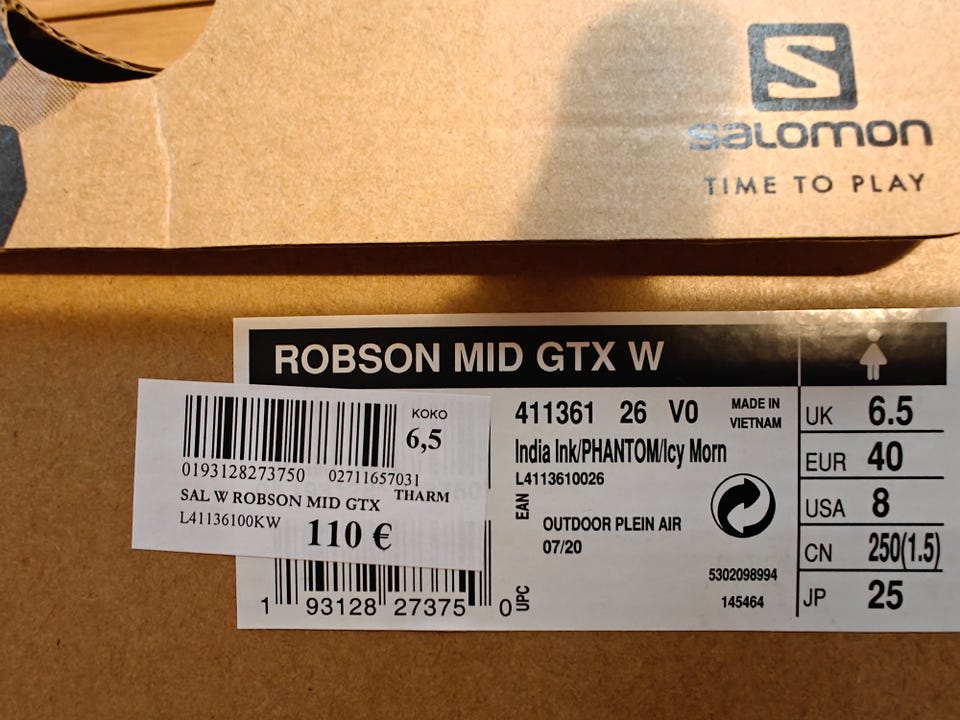 S
salomon
TIME TO PLAY
ROBSON MID GTX W
KOKO
6,5
0193128273750 02711657031
SAL W ROBSON MID GTX THARM
L41136100KW 110 €
411361 26 V0
MADE IN
VIETNAM
India Ink/PHANTOM/Icy Morn
L4113610026
EAN
OUTDOOR PLEIN AIR
07/20
5302098994
145464
UPC
1 93128 27375 0
UK 6.5
EUR 40
USA 8
CN 250(1.5)
JP 25